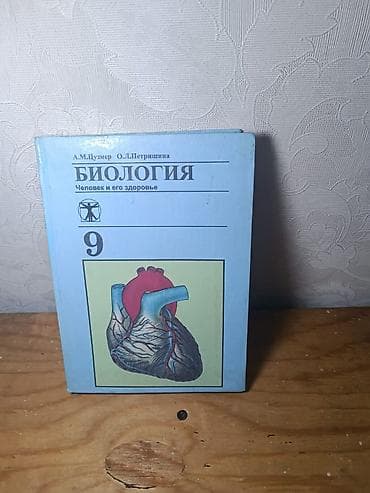 А.М.Цузмер О.Л.Петришина
БИОЛОГИЯ
Человек и его здоровье
9